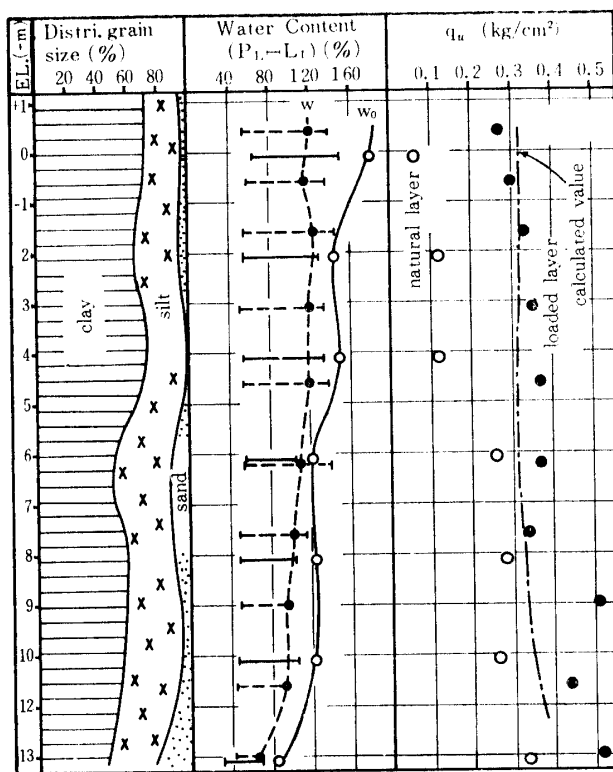 EL.(-m)
Distri. grain
size (%)
20 40 60 80
Water Content
(PL-Lt) (%)
40 80 120 160
qu (kg/cm²)
0.1 0.2 0.3 0.4 0.5
w
w0
+1
0
-1
2
3
4
5
6
7
8
9
10
11
12
13
clay
silt
sand
natural layer
loaded layer
calculated value